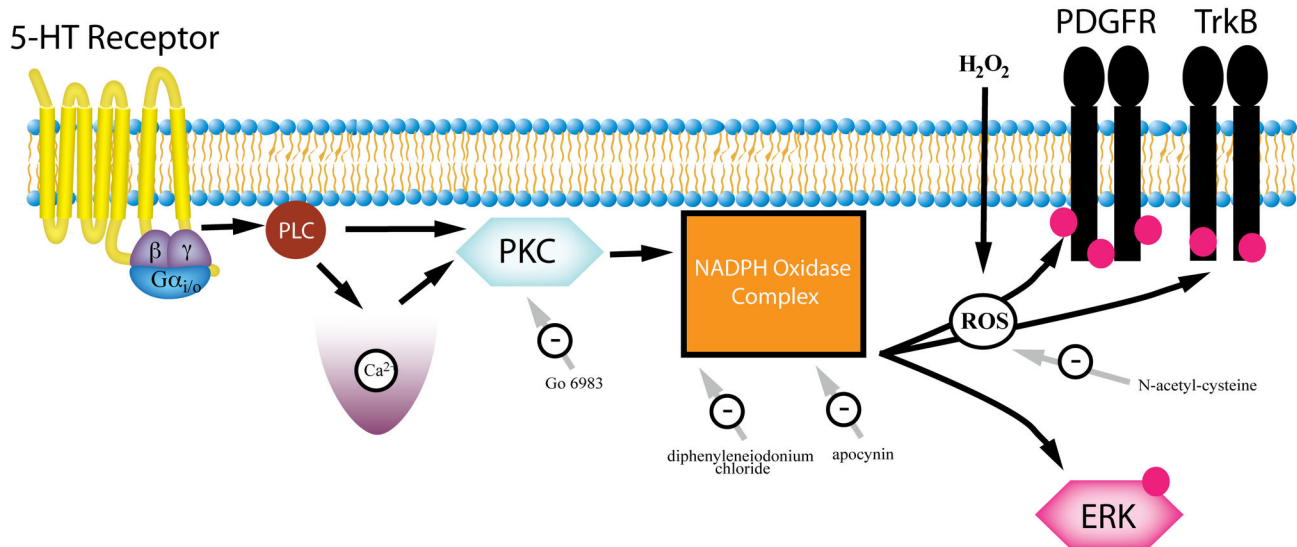 5-HT Receptor
PDGFR
TrkB
H₂O₂
PLC
PKC
β
γ
Gαi/o
NADPH Oxidase
Complex
ROS
Ca²⁺
-
Go 6983
-
N-acetyl-cysteine
-
diphenyleneiodonium
chloride
-
apocynin
ERK